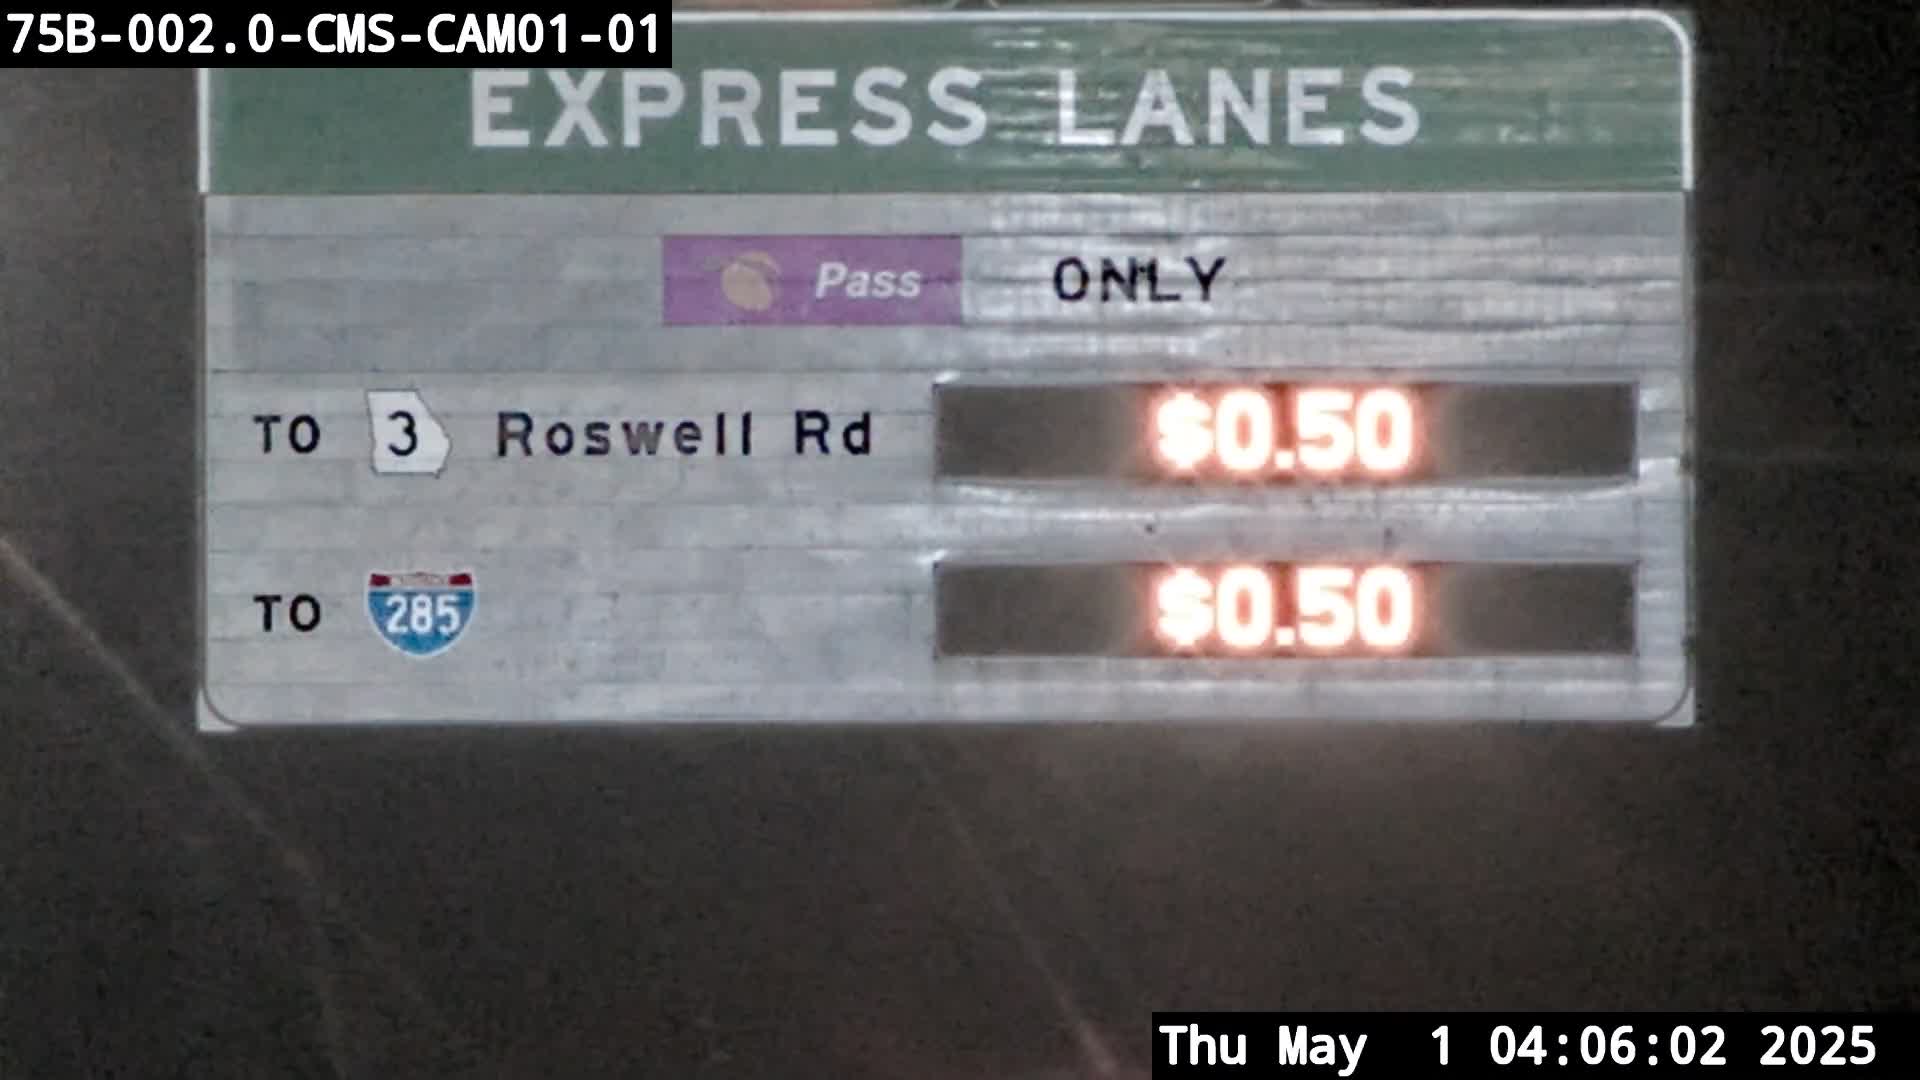 75B-002.0-CMS-CAM01-01
EXPRESS LANES
Pass ONLY
TO 3 Roswell Rd $0.50
TO 285 $0.50
Thu May 1 04:06:02 2025